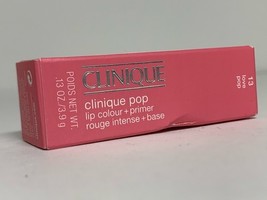 CLINIQUE
clinique pop
lip colour + primer
rouge intense + base
POIDS NET WT.
.13 OZ/3.9 g
13
love
pop